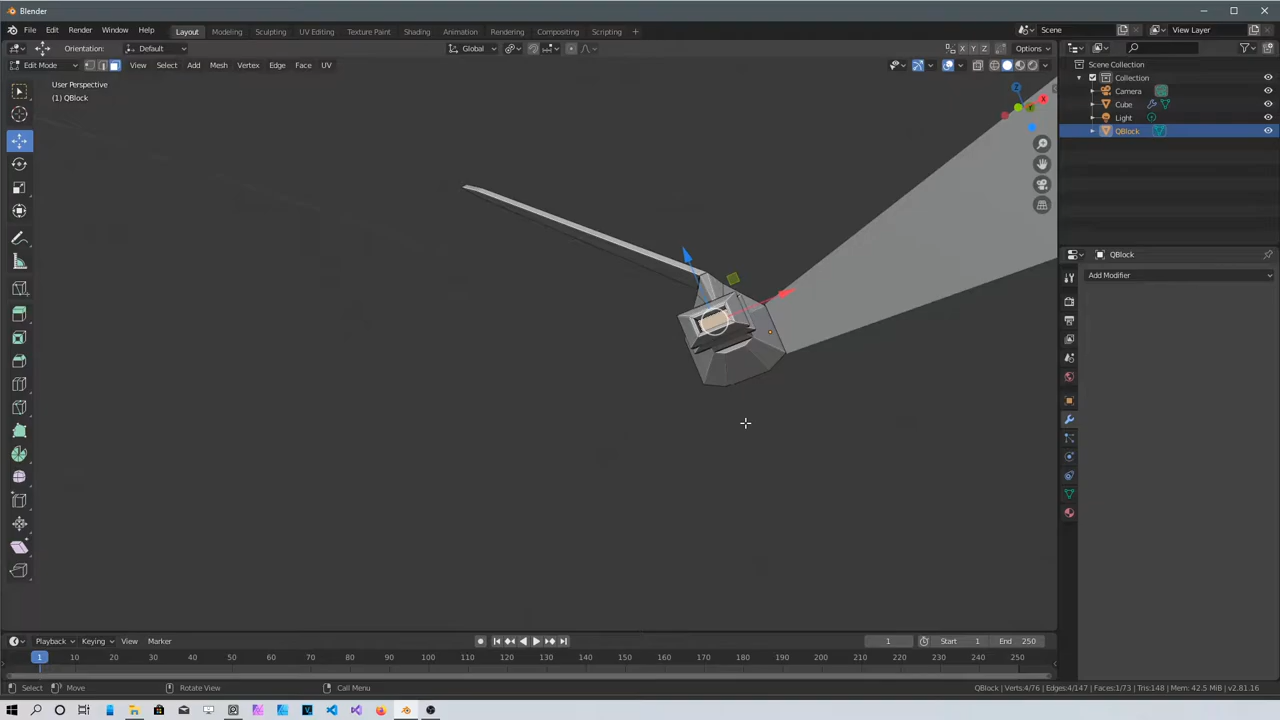 Blender
File Edit Render Window Help Layout Modeling Sculpting UV Editing Texture Paint Shading Animation Rendering Compositing Scripting Scene View Layer
Orientation: Default Global X Y Z Options
Edit Mode View Select Add Mesh Vertex Edge Face UV
User Perspective
(1) QBlock
Scene Collection
Collection
Camera
Cube
Light
QBlock
QBlock
Add Modifier
Playback Keying View Marker 1 Start 1 End 250
1 10 20 30 40 50 60 70 80 90 100 110 120 130 140 150 160 170 180 190 200 210 220 230 240 250
Select Move Rotate View Call Menu QBlock | Verts:4/76 | Edges:4/147 | Faces:1/73 | Tris:148 | Mem: 42.5 MiB | v2.81.16